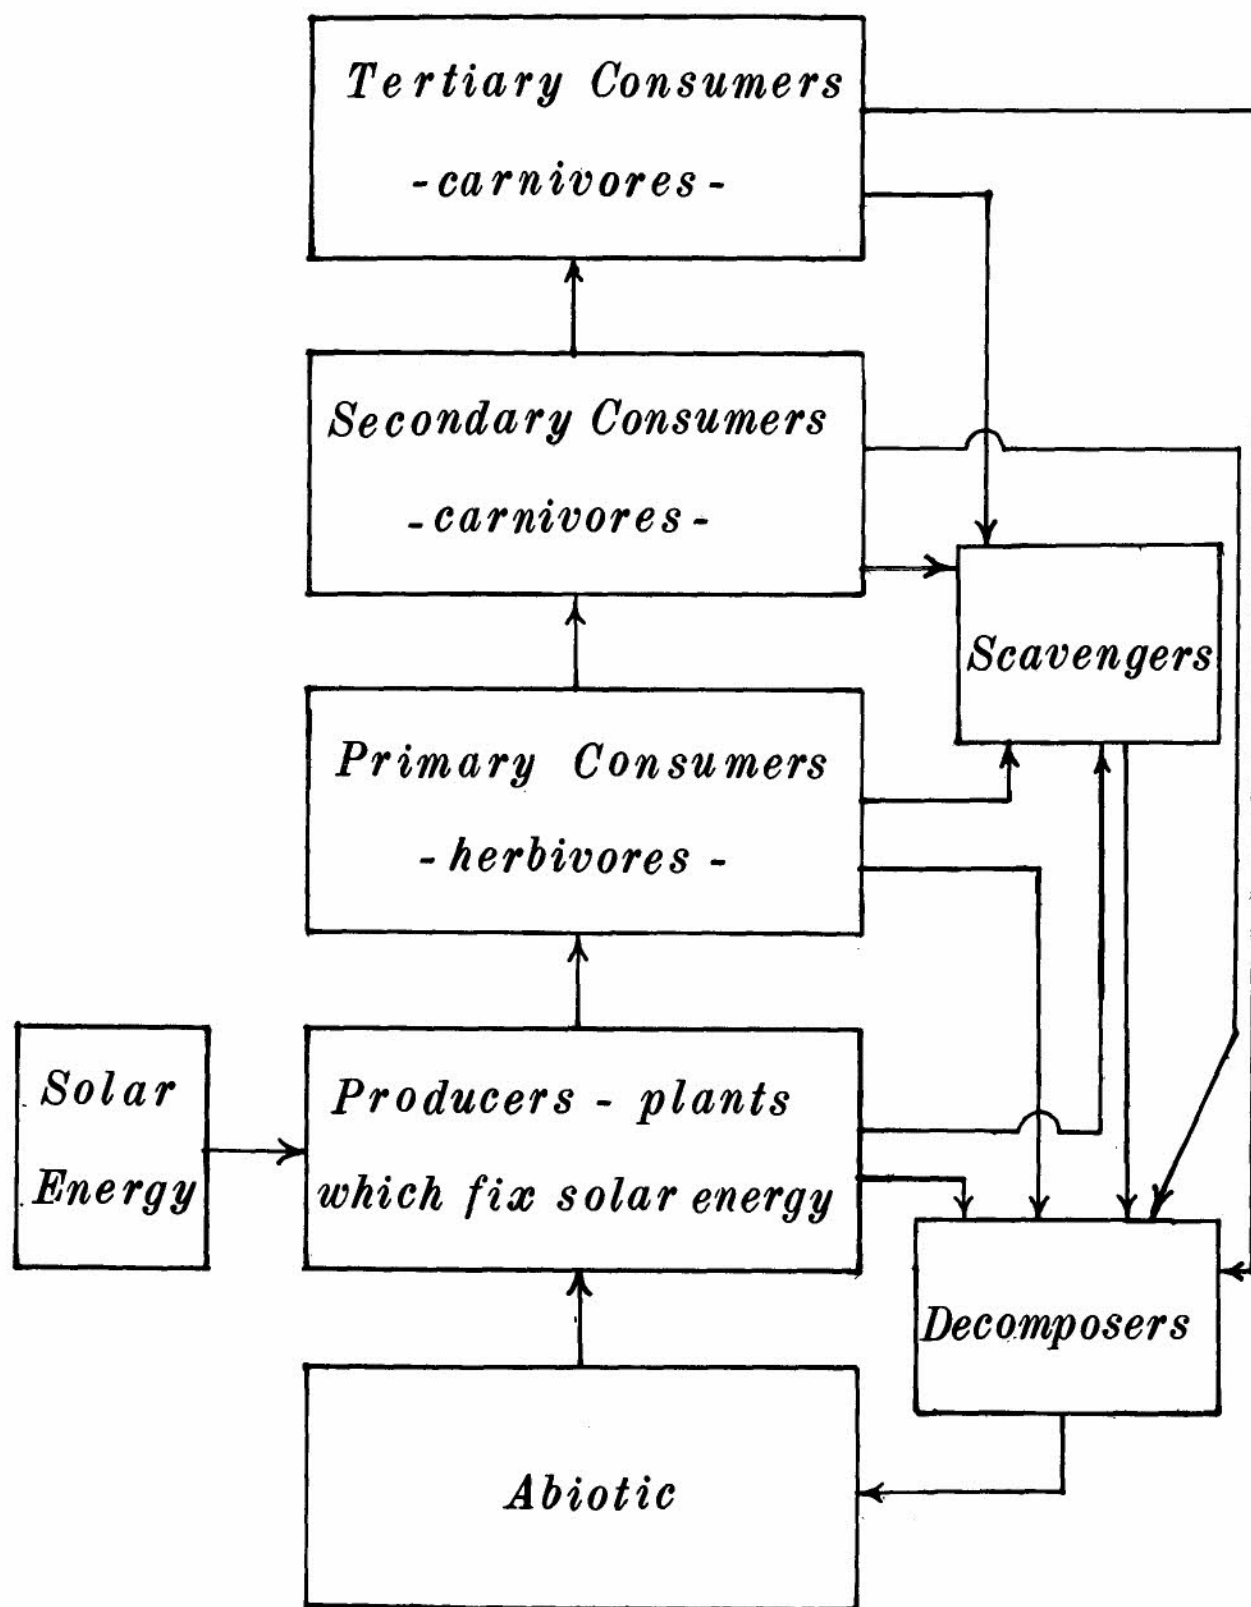 Tertiary Consumers
- carnivores -
Secondary Consumers
- carnivores -
Scavengers
Primary Consumers
- herbivores -
Solar
Energy
Producers - plants
which fix solar energy
Decomposers
Abiotic